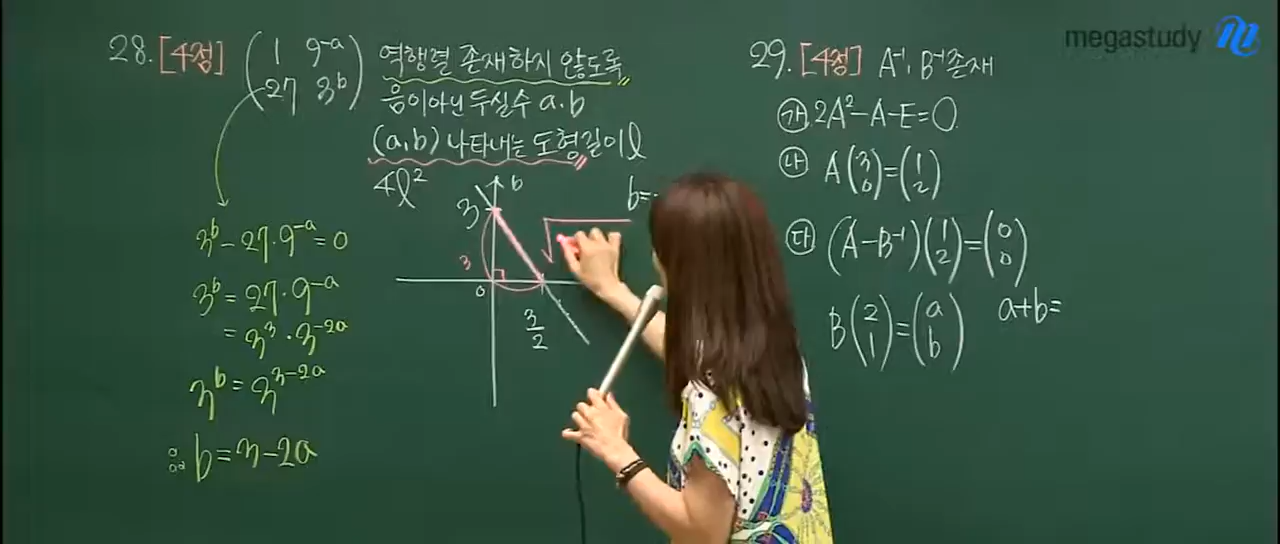 megastudy
28. [4점] (1 9^-a
27 3^b)
역행렬 존재하지 않도록
음이아닌 두실수 a.b
(a,b) 나타내는 도형길이 l
4l²
b
3
3
0
3/2
b=
3^b - 27·9^-a = 0
3^b = 27·9^-a
= 3³·3^-2a
3^b = 3^3-2a
∴ b = 3-2a
29. [4점] A⁻¹, B⁻¹ 존재
㉮ 2A²-A-E=O
㉯ A(3 0)=(1 2)
㉰ (A-B⁻¹)(1 2)=(0 0)
B(2 1)=(a b) a+b=